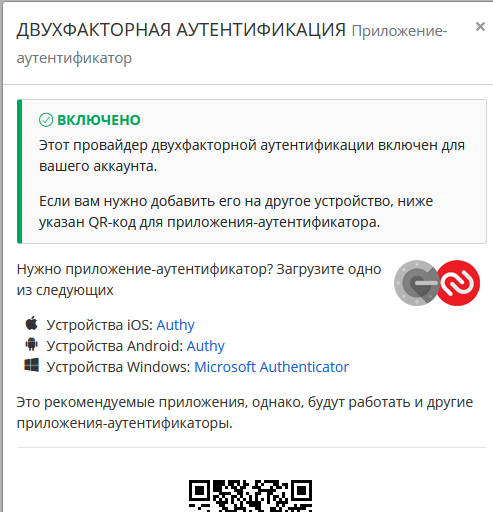 ДВУХФАКТОРНАЯ АУТЕНТИФИКАЦИЯ Приложение-
аутентификатор
×
ВКЛЮЧЕНО
Этот провайдер двухфакторной аутентификации включен для
вашего аккаунта.
Если вам нужно добавить его на другое устройство, ниже
указан QR-код для приложения-аутентификатора.
Нужно приложение-аутентификатор? Загрузите одно
из следующих
Устройства iOS: Authy
Устройства Android: Authy
Устройства Windows: Microsoft Authenticator
Это рекомендуемые приложения, однако, будут работать и другие
приложения-аутентификаторы.